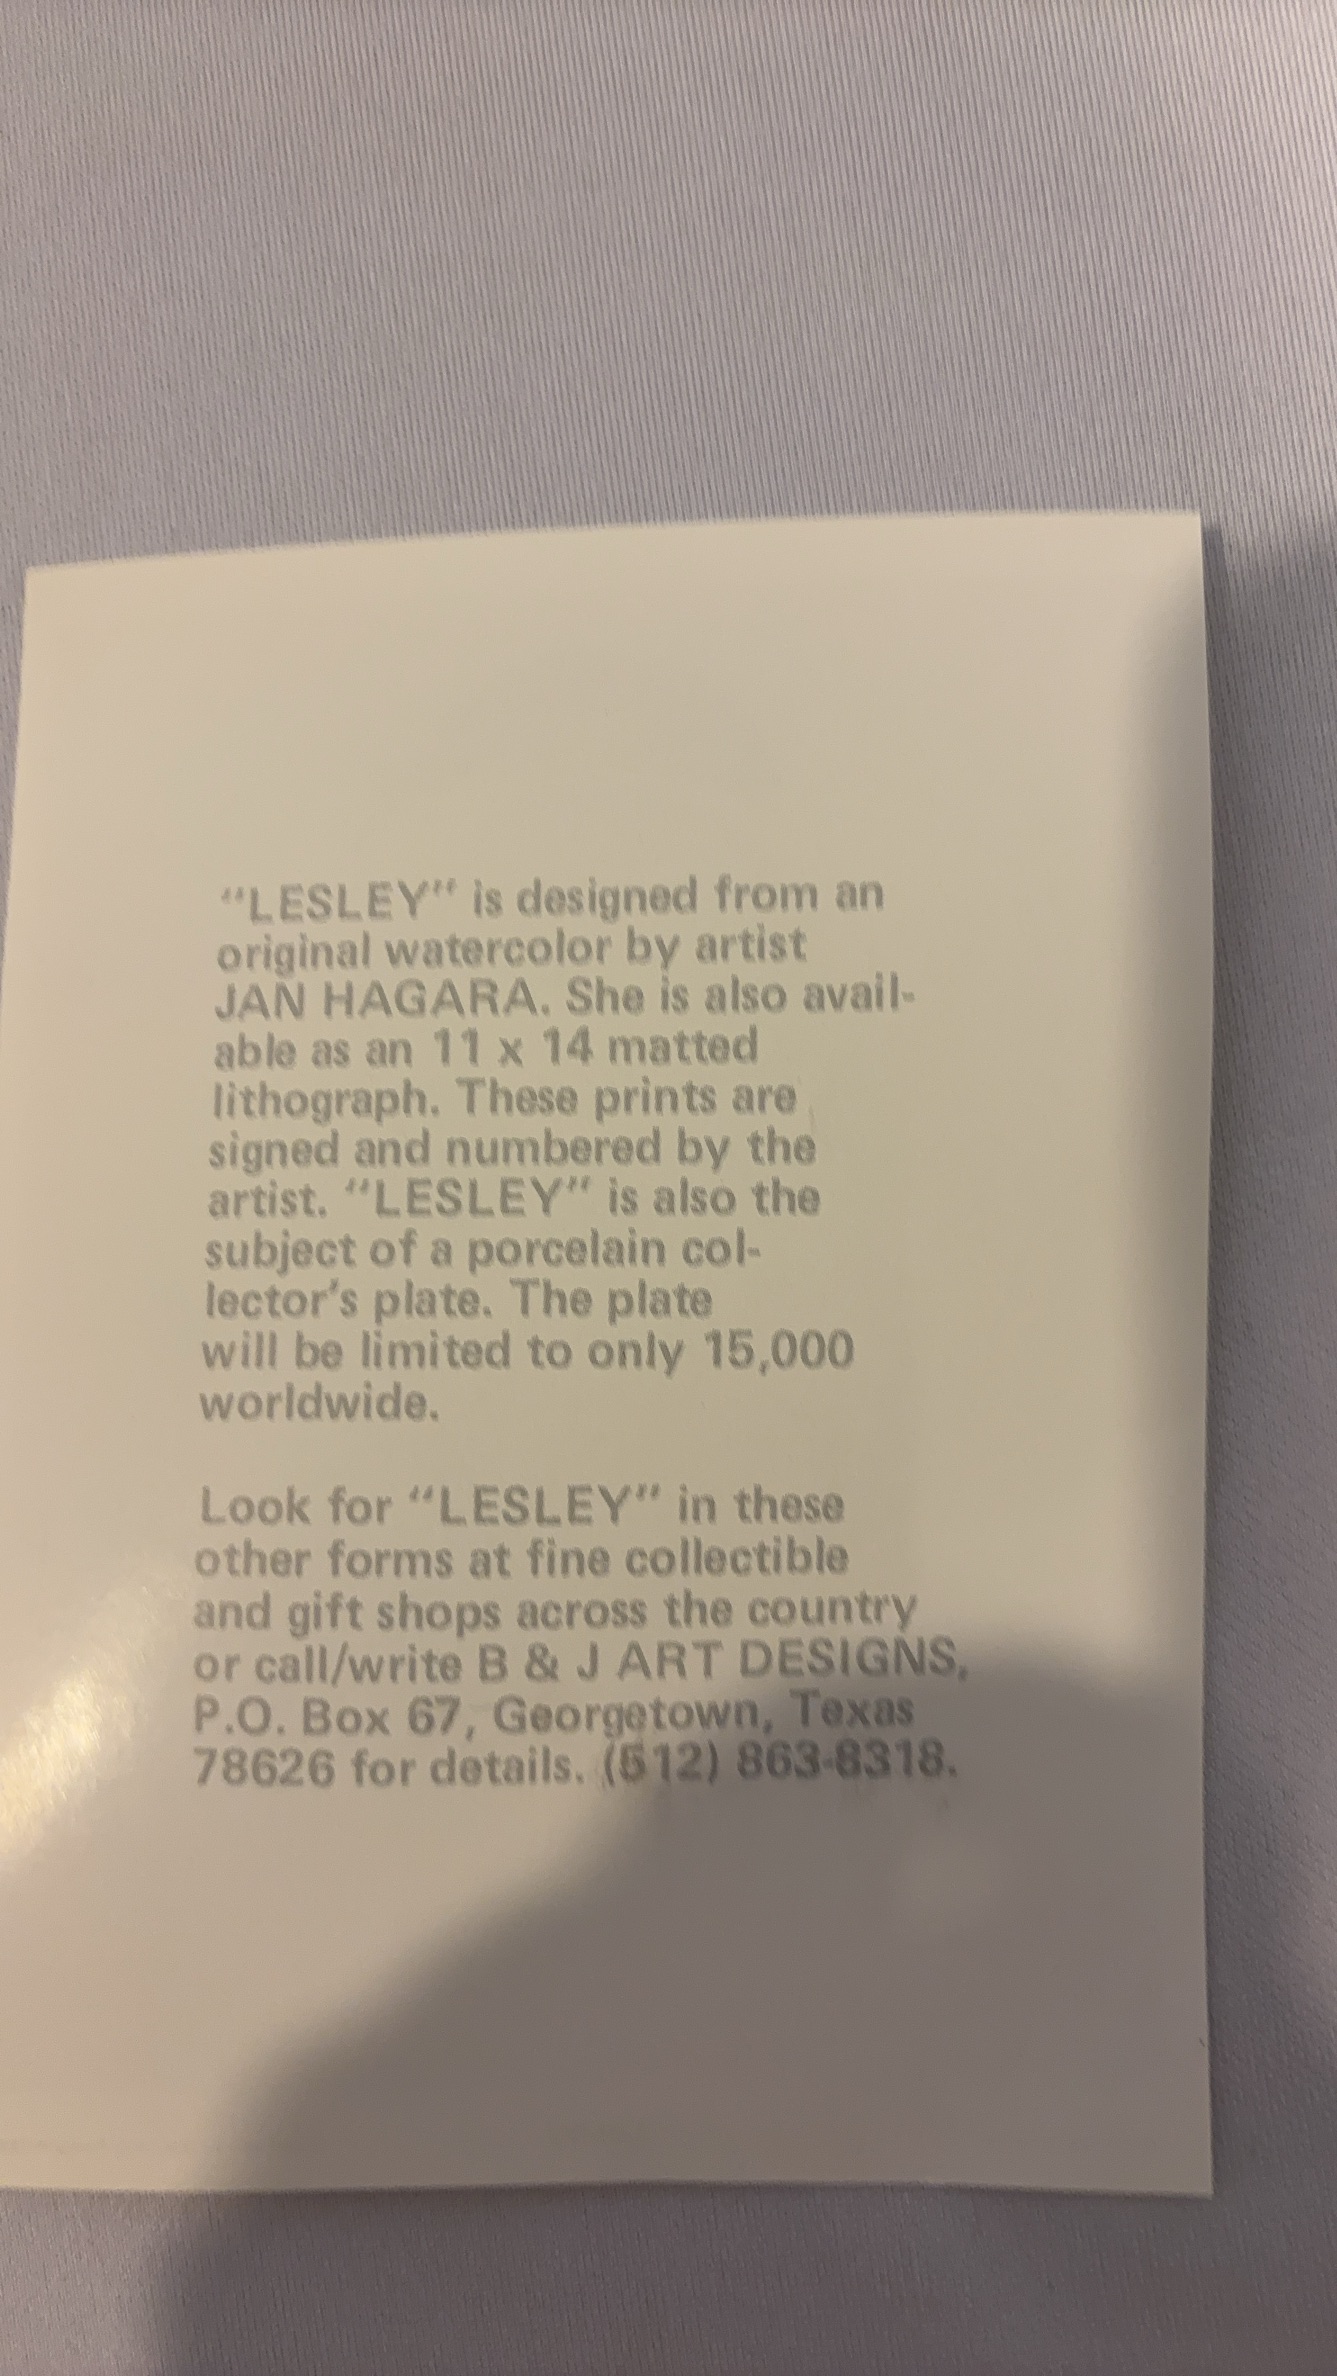 “LESLEY” is designed from an
original watercolor by artist
JAN HAGARA. She is also avail-
able as an 11 x 14 matted
lithograph. These prints are
signed and numbered by the
artist. “LESLEY” is also the
subject of a porcelain col-
lector’s plate. The plate
will be limited to only 15,000
worldwide.
Look for “LESLEY” in these
other forms at fine collectible
and gift shops across the country
or call/write B & J ART DESIGNS,
P.O. Box 67, Georgetown, Texas
78626 for details. (512) 863-8318.